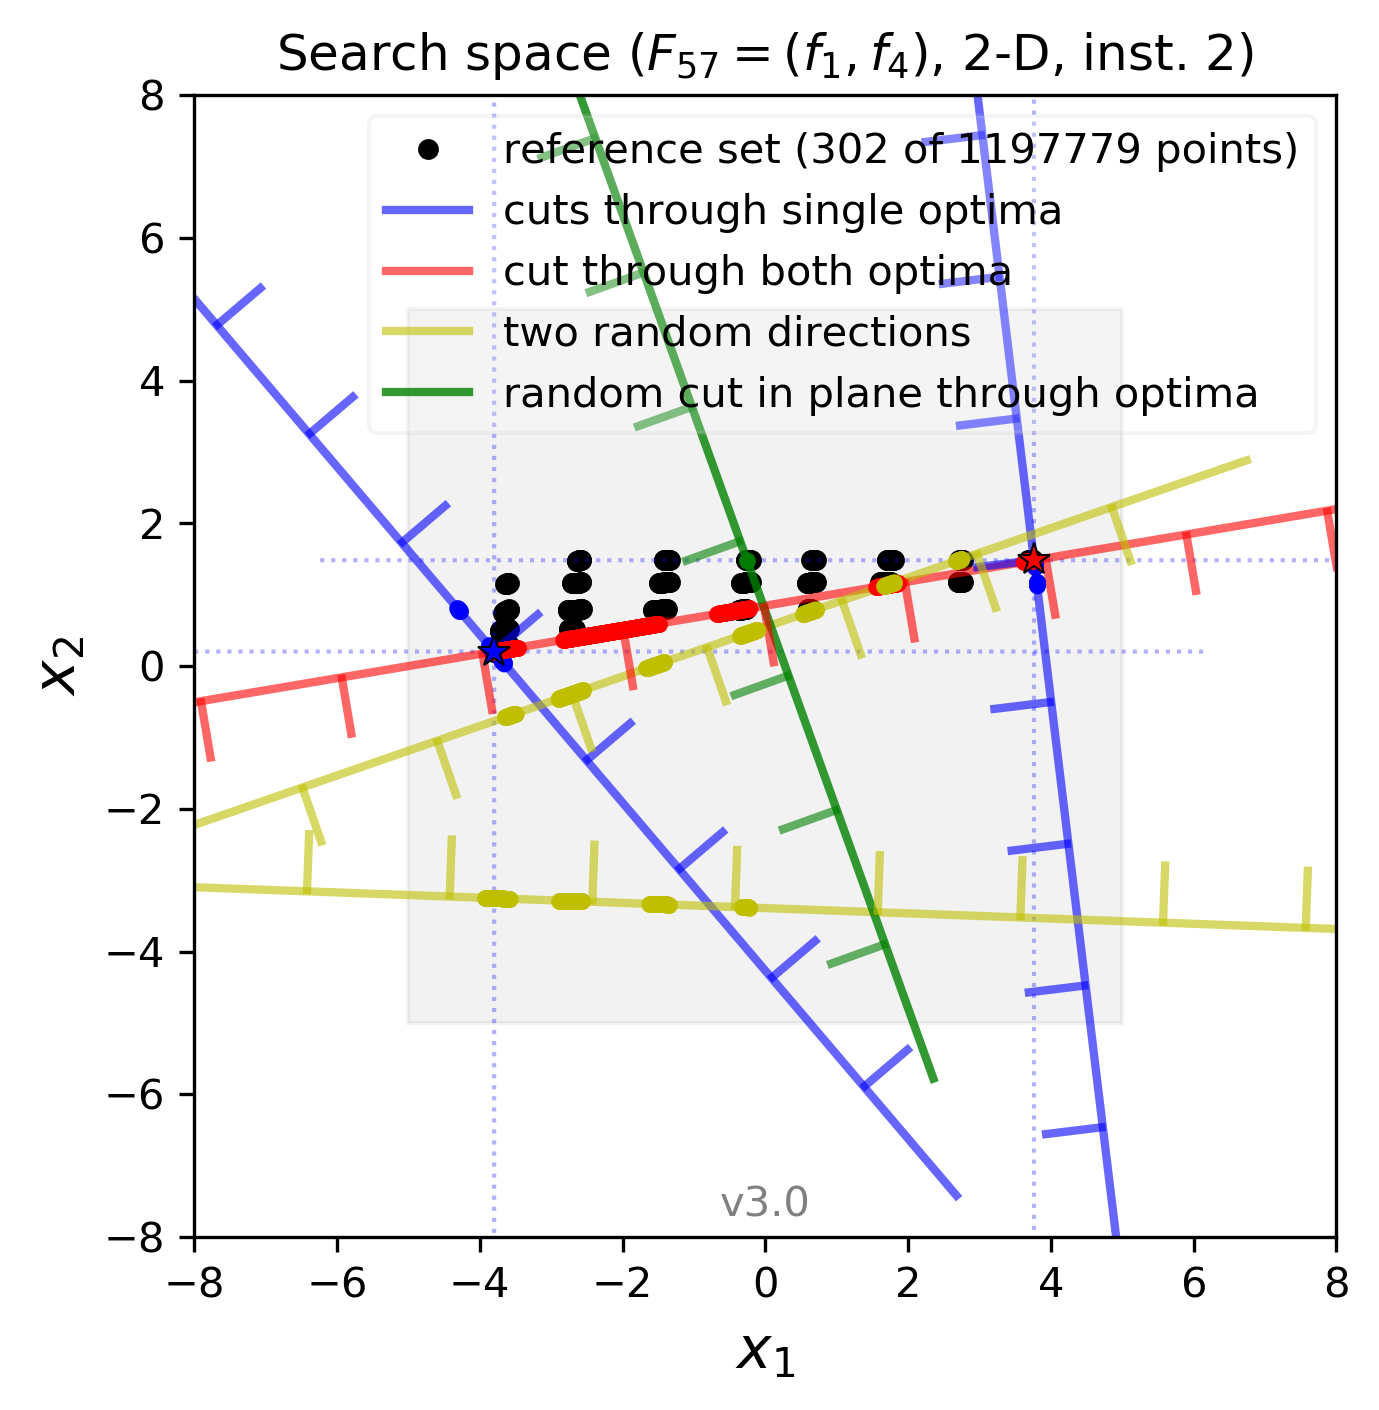 Search space (F57 = (f1, f4), 2-D, inst. 2)
reference set (302 of 1197779 points)
cuts through single optima
cut through both optima
two random directions
random cut in plane through optima
8
6
4
2
0
−2
−4
−6
−8
x2
v3.0
−8 −6 −4 −2 0 2 4 6 8
x1